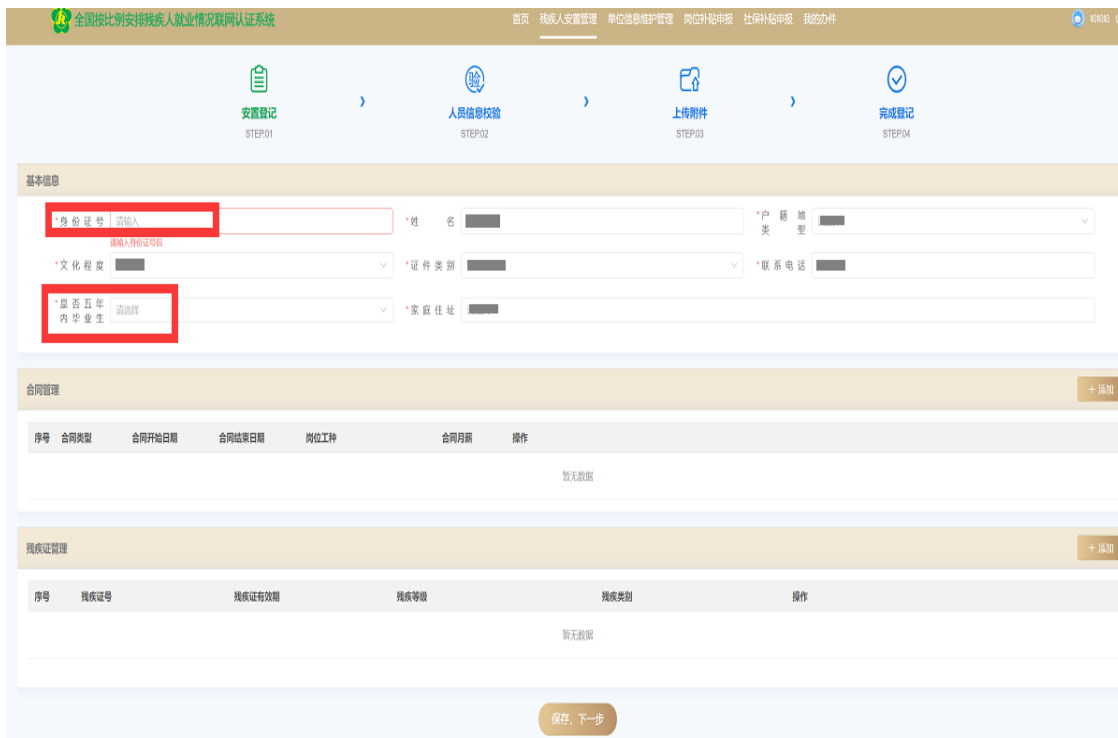 全国按比例安排残疾人就业情况联网认证系统 首页 残疾人安置管理 单位信息维护管理 岗位补贴申报 社保补贴申报 我的办件
验
安置登记 人员信息校验 上传附件 完成登记
STEP.01 STEP.02 STEP.03 STEP.04
基本信息
*身份证号 请输入 *姓名 *户籍地类型
请输入身份证号码
*文化程度 *证件类别 *联系电话
*是否五年内毕业生 请选择 *家庭住址
合同管理 + 添加
序号 合同类型 合同开始日期 合同结束日期 岗位工种 合同月薪 操作
暂无数据
残疾证管理 + 添加
序号 残疾证号 残疾证有效期 残疾等级 残疾类别 操作
暂无数据
保存，下一步